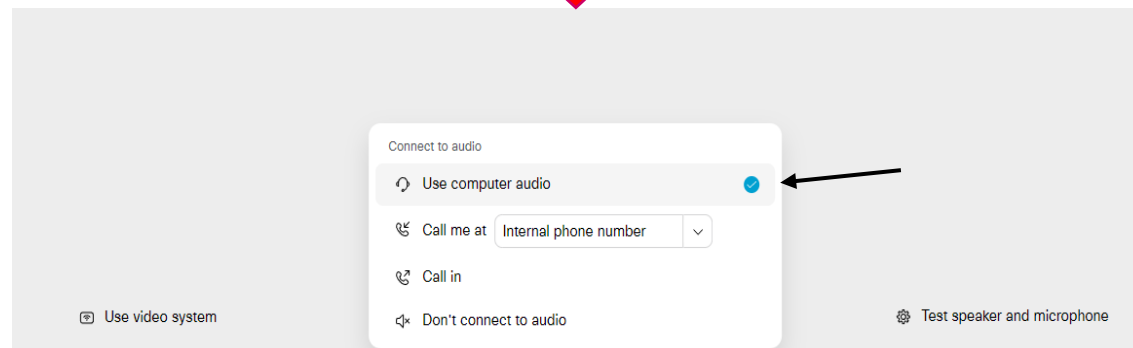 Connect to audio
Use computer audio
Call me at Internal phone number
Call in
Use video system
Don't connect to audio
Test speaker and microphone